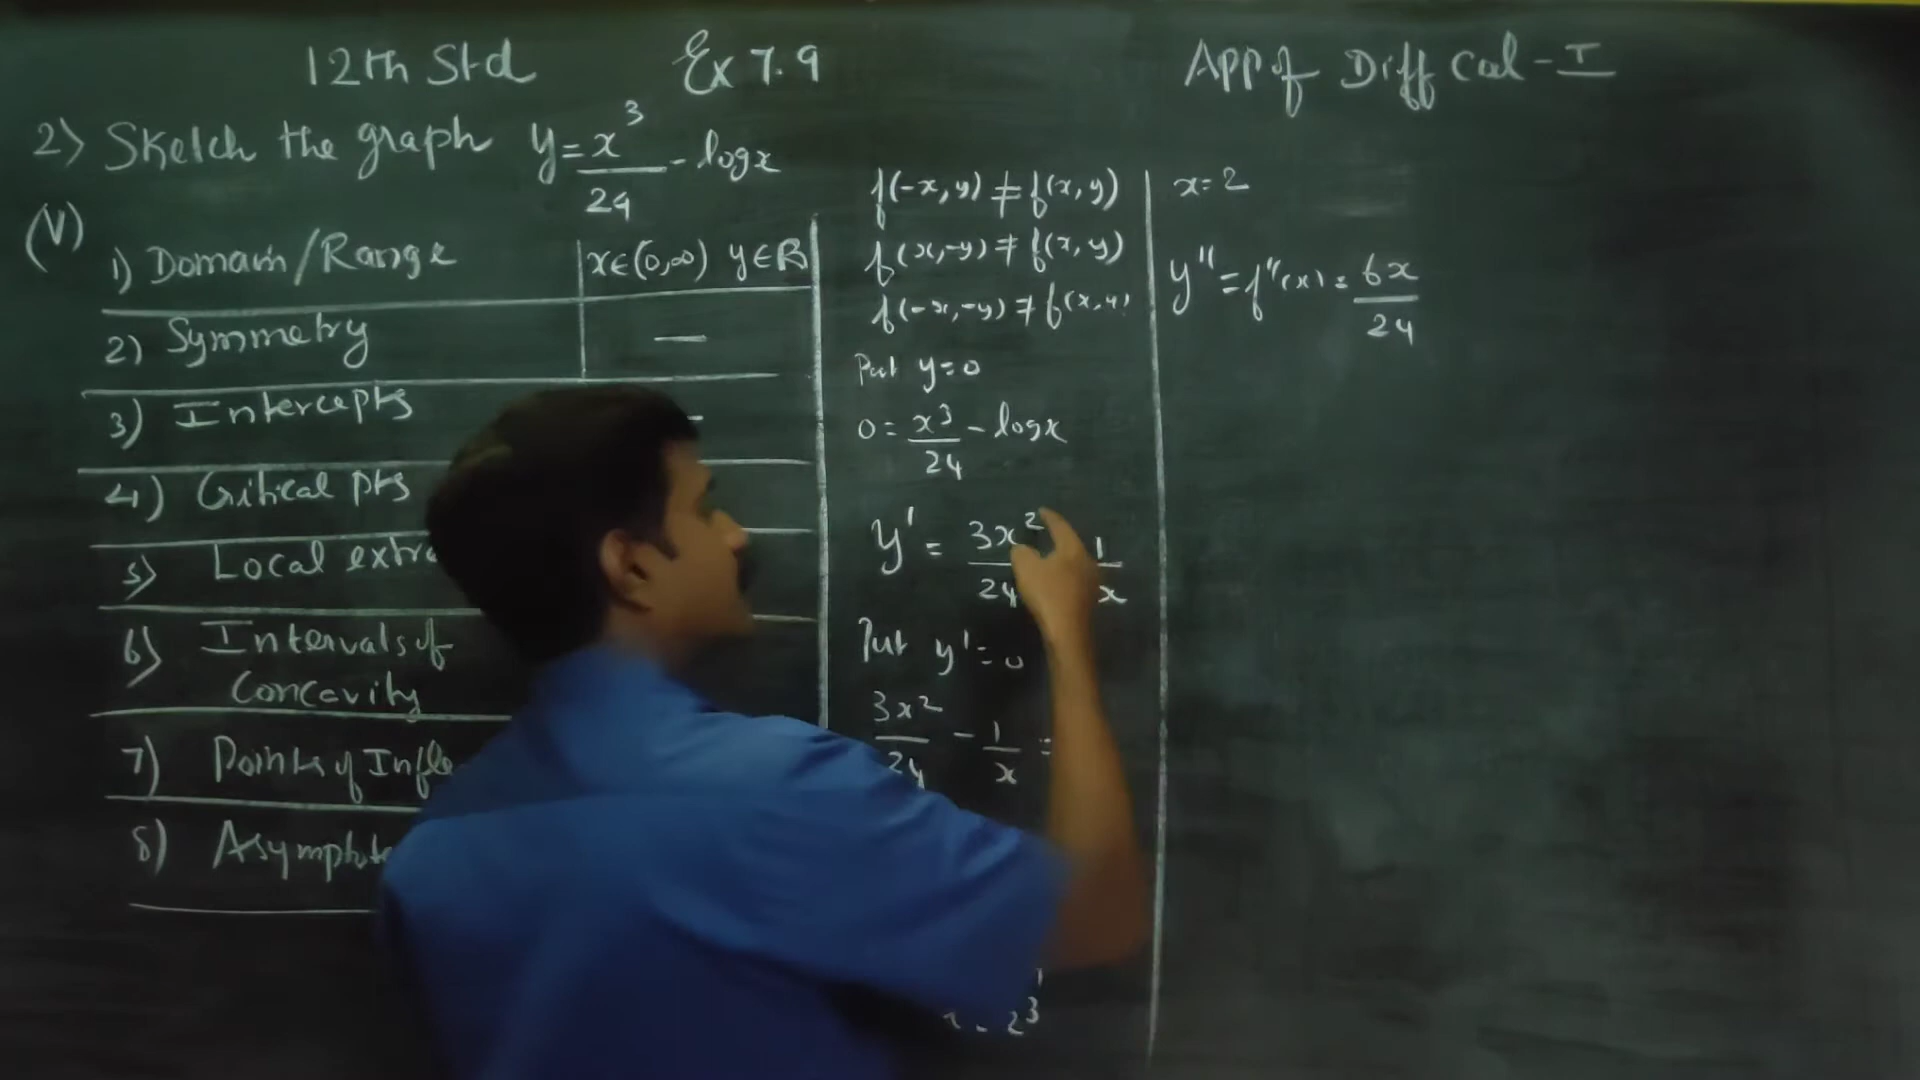 12th Std Ex 7.9 App of Diff Cal - I
2) Sketch the graph y = x³/24 - log x
(V)
1) Domain/Range x∈(0,∞) y∈R
2) Symmetry —
3) Intercepts -
4) Critical pts
5) Local extr
6) Intervals of
Concavity
7) Points of Infle
8) Asymptote
f(-x,y) ≠ f(x,y)
f(x,-y) ≠ f(x,y)
f(-x,-y) ≠ f(x,y)
Put y=0
0 = x³/24 - log x
y' = 3x²/24 1/x
Put y'=0
3x²/24 - 1/x =
2³
x=2
y'' = f''(x) = 6x/24